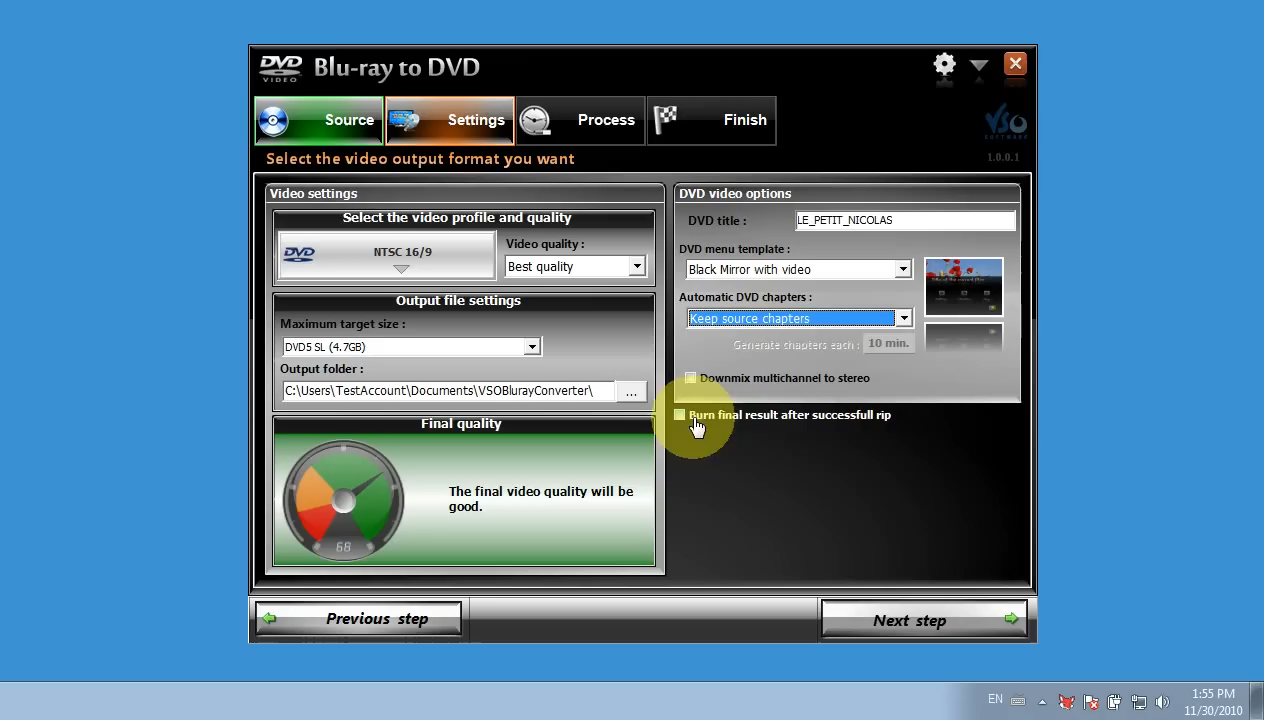 DVD VIDEO Blu-ray to DVD
Source Settings Process Finish
VSO SOFTWARE
1.0.0.1
Select the video output format you want
Video settings
Select the video profile and quality
DVD NTSC 16/9
Video quality :
Best quality
Output file settings
Maximum target size :
DVD5 SL (4.7GB)
Output folder :
C:\Users\TestAccount\Documents\VSOBlurayConverter\ ...
Final quality
The final video quality will be
good.
68
DVD video options
DVD title : LE_PETIT_NICOLAS
DVD menu template :
Black Mirror with video
Automatic DVD chapters :
Keep source chapters
Generate chapters each : 10 min.
Downmix multichannel to stereo
Burn final result after successfull rip
Previous step
Next step
EN
1:55 PM
11/30/2010